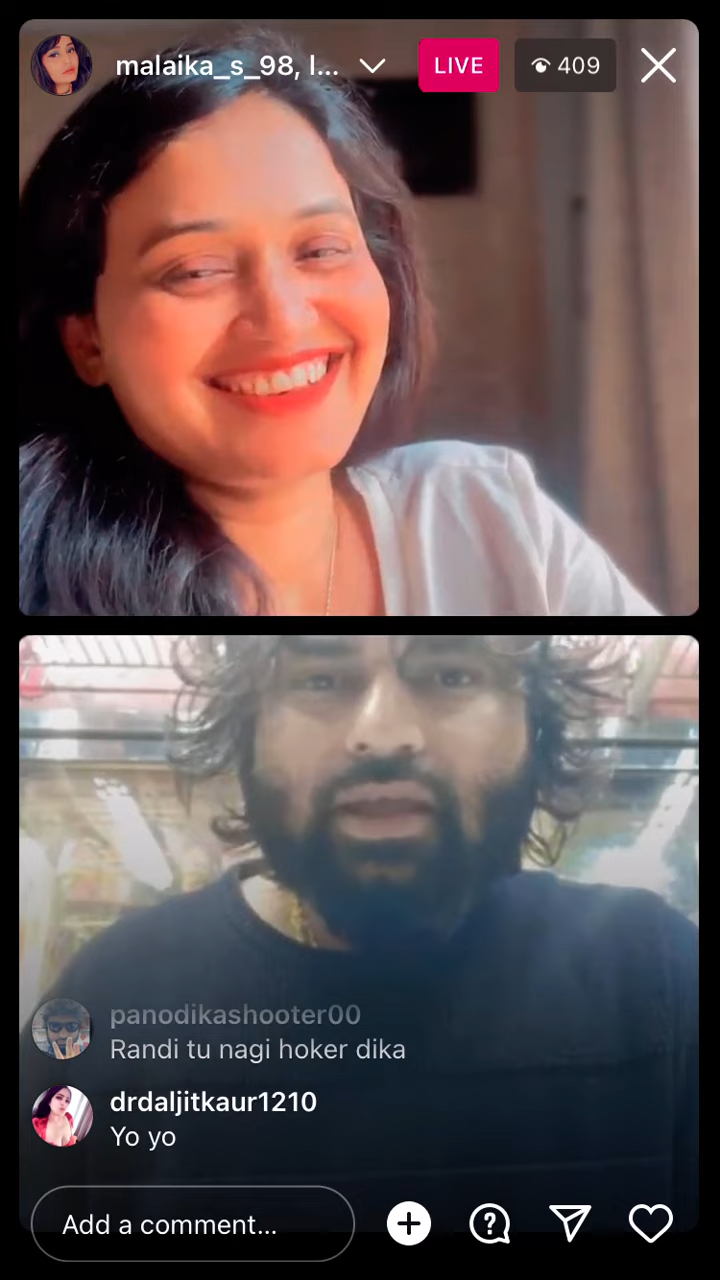 malaika_s_98, l...
LIVE
409
panodikashooter00
Randi tu nagi hoker dika
drdaljitkaur1210
Yo yo
Add a comment...